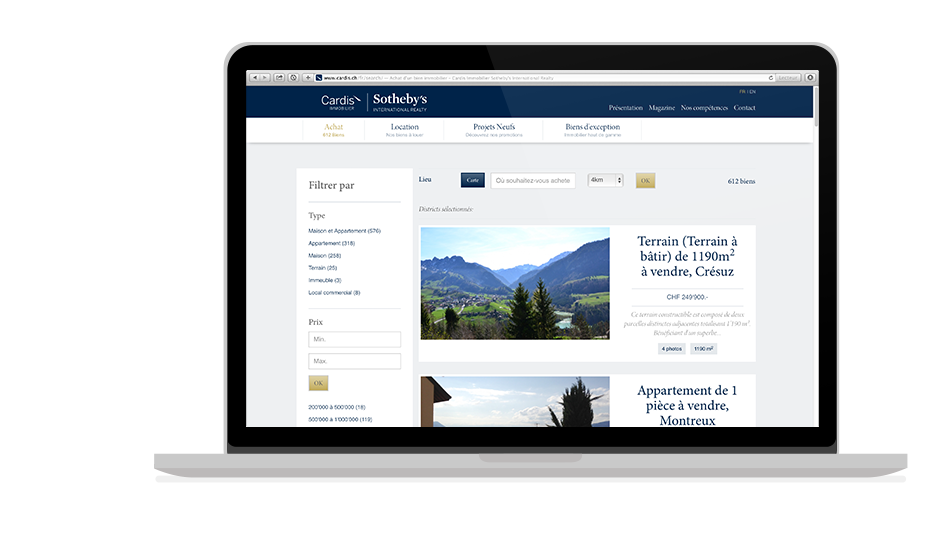 www.cardis.ch/fr/search/ — Achat d'un bien immobilier – Cardis Immobilier Sotheby's International Realty
Lecteur
FR | EN
Cardis
IMMOBILIER
Sotheby's
INTERNATIONAL REALTY
Présentation Magazine Nos compétences Contact
Achat
612 Biens
Location
Nos biens à louer
Projets Neufs
Découvrez nos promotions
Biens d'exception
Immobilier haut de gamme
Filtrer par
Type
Maison et Appartement (576)
Appartement (318)
Maison (258)
Terrain (25)
Immeuble (3)
Local commercial (8)
Prix
Min.
Max.
OK
200'000 à 500'000 (18)
500'000 à 1'000'000 (119)
Lieu
Carte
Où souhaitez-vous achete
4km
OK
612 biens
Districts sélectionnés:
Terrain (Terrain à
bâtir) de 1190m²
à vendre, Crésuz
CHF 249'900.-
Ce terrain constructible est composé de deux
parcelles distinctes adjacentes totalisant 1'190 m².
Bénéficiant d'un superbe...
4 photos
1190 m²
Appartement de 1
pièce à vendre,
Montreux